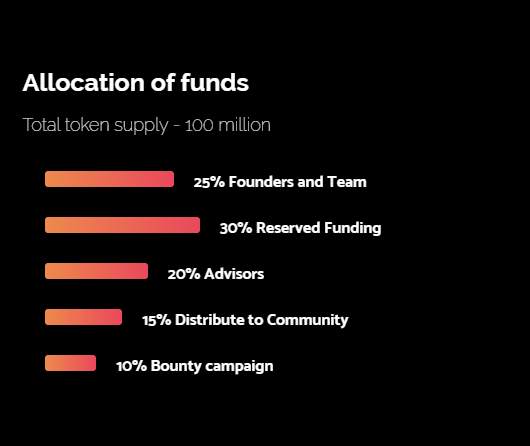 Allocation of funds
Total token supply - 100 million
25% Founders and Team
30% Reserved Funding
20% Advisors
15% Distribute to Community
10% Bounty campaign